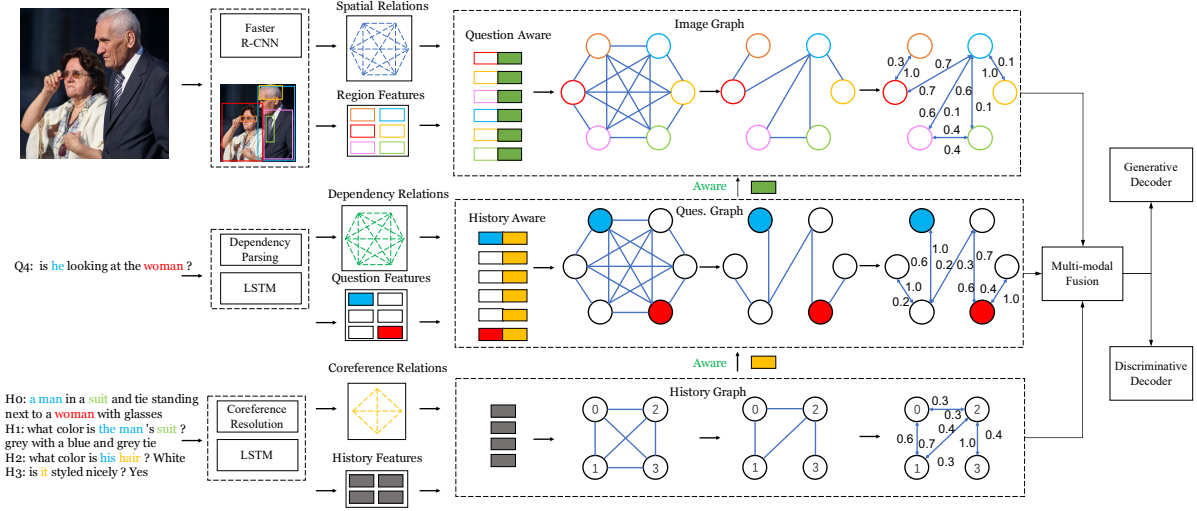 Faster
R-CNN
Spatial Relations
Region Features
Image Graph
Question Aware
0.3
1.0
0.7
0.7
0.6
0.6
0.1
0.4
0.4
1.0
0.1
0.1
Aware
Q4: is he looking at the woman ?
Dependency
Parsing
LSTM
Dependency Relations
Question Features
Ques. Graph
History Aware
0.6
1.0
0.2
1.0
0.2
0.3
0.7
0.6
0.4
1.0
Aware
H0: a man in a suit and tie standing
next to a woman with glasses
H1: what color is the man 's suit ?
grey with a blue and grey tie
H2: what color is his hair ? White
H3: is it styled nicely ? Yes
Coreference
Resolution
LSTM
Coreference Relations
History Features
History Graph
0 2
1 3
0 2
1 3
0 2
1 3
0.3
0.3
0.4
0.6
0.7
0.3
1.0
0.4
Multi-modal
Fusion
Generative
Decoder
Discriminative
Decoder